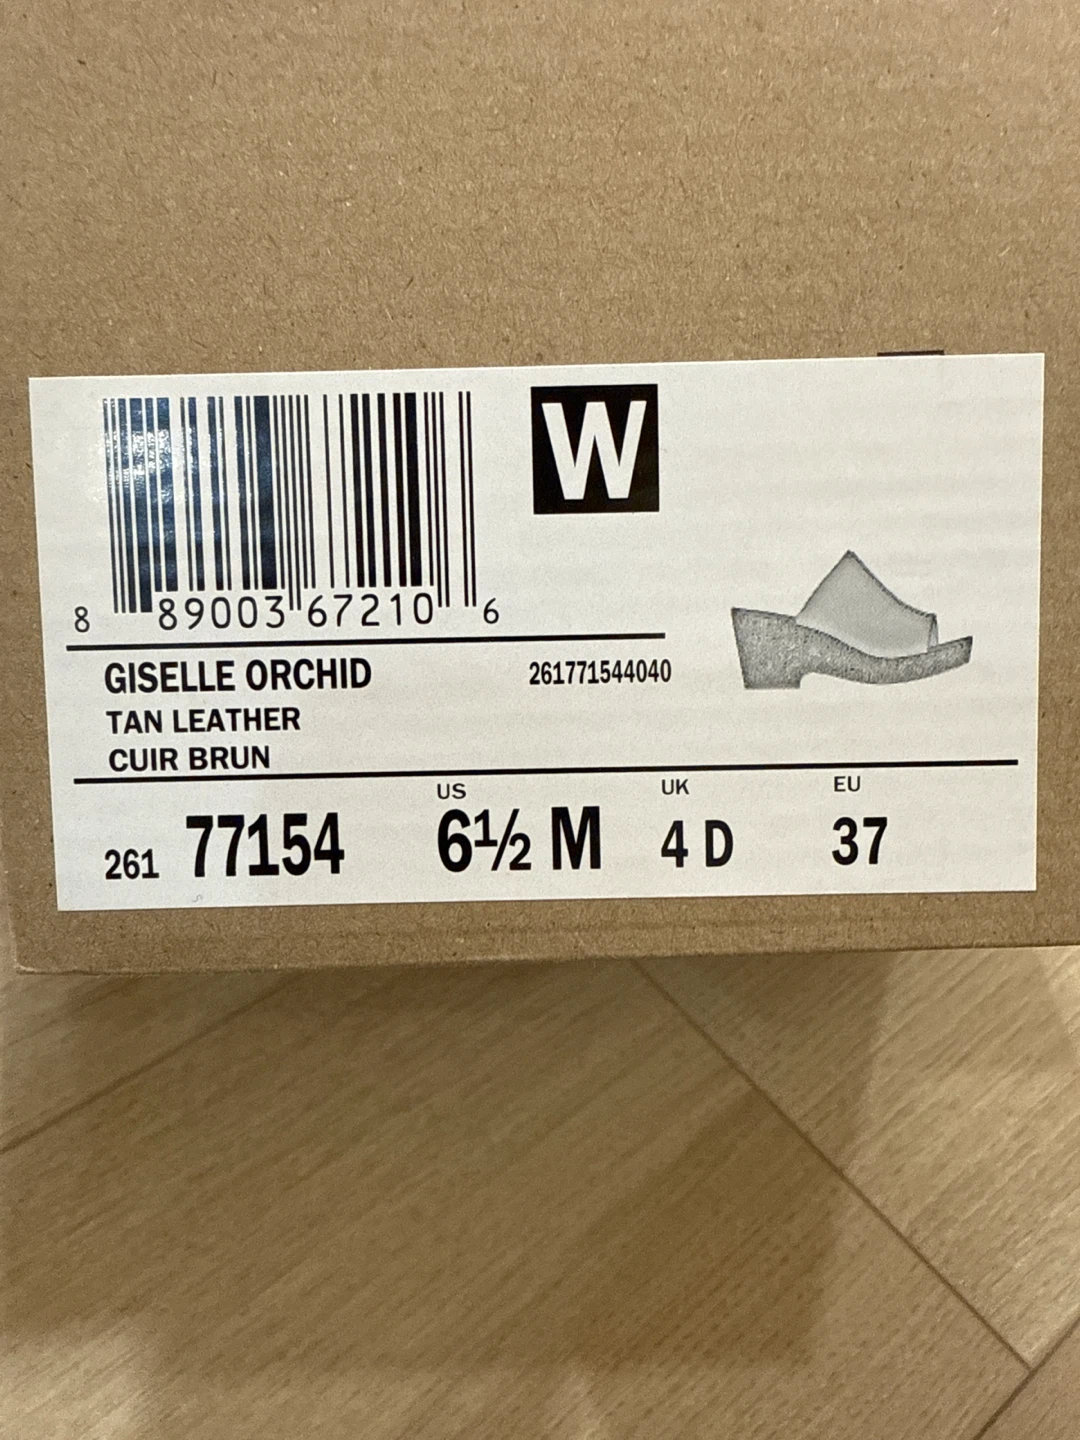 W
8 89003 67210 6
GISELLE ORCHID 261771544040
TAN LEATHER
CUIR BRUN
US UK EU
261 77154 6½ M 4 D 37